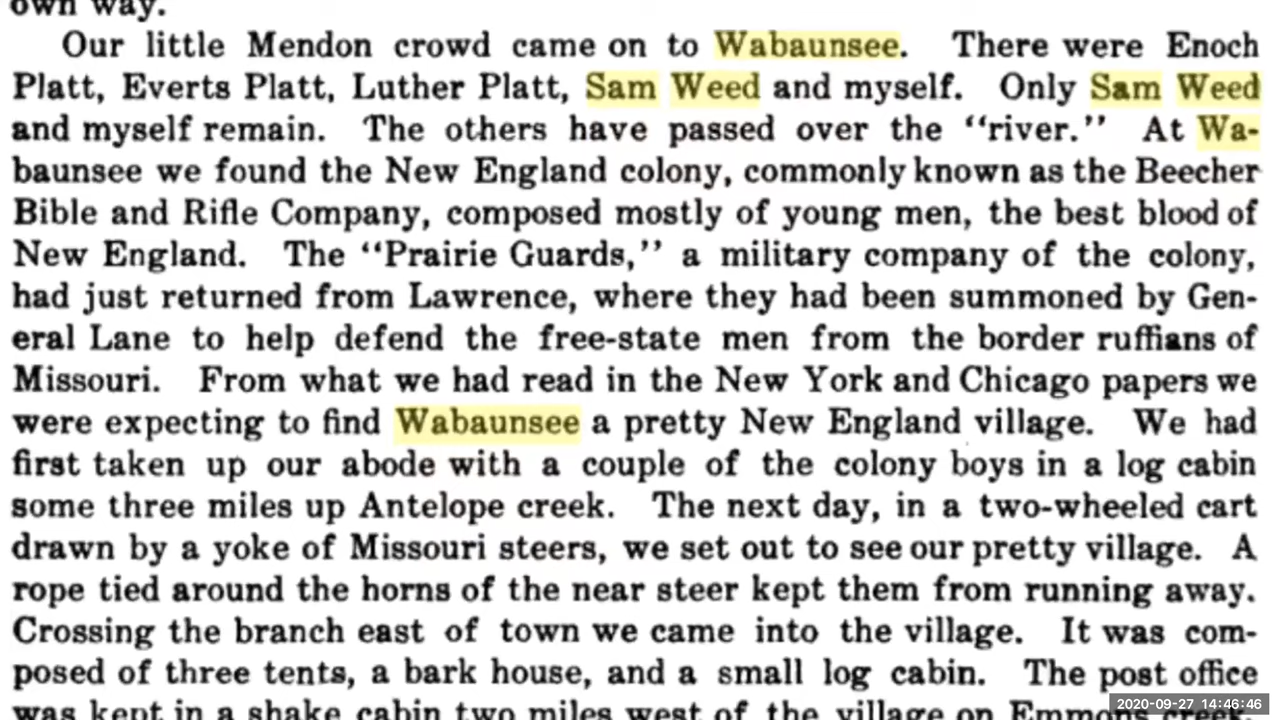 own way.
Our little Mendon crowd came on to Wabaunsee. There were Enoch
Platt, Everts Platt, Luther Platt, Sam Weed and myself. Only Sam Weed
and myself remain. The others have passed over the “river.” At Wa-
baunsee we found the New England colony, commonly known as the Beecher
Bible and Rifle Company, composed mostly of young men, the best blood of
New England. The “Prairie Guards,” a military company of the colony,
had just returned from Lawrence, where they had been summoned by Gen-
eral Lane to help defend the free-state men from the border ruffians of
Missouri. From what we had read in the New York and Chicago papers we
were expecting to find Wabaunsee a pretty New England village. We had
first taken up our abode with a couple of the colony boys in a log cabin
some three miles up Antelope creek. The next day, in a two-wheeled cart
drawn by a yoke of Missouri steers, we set out to see our pretty village. A
rope tied around the horns of the near steer kept them from running away.
Crossing the branch east of town we came into the village. It was com-
posed of three tents, a bark house, and a small log cabin. The post office
was kept in a shake cabin two miles west of the village on
2020-09-27 14:46:46